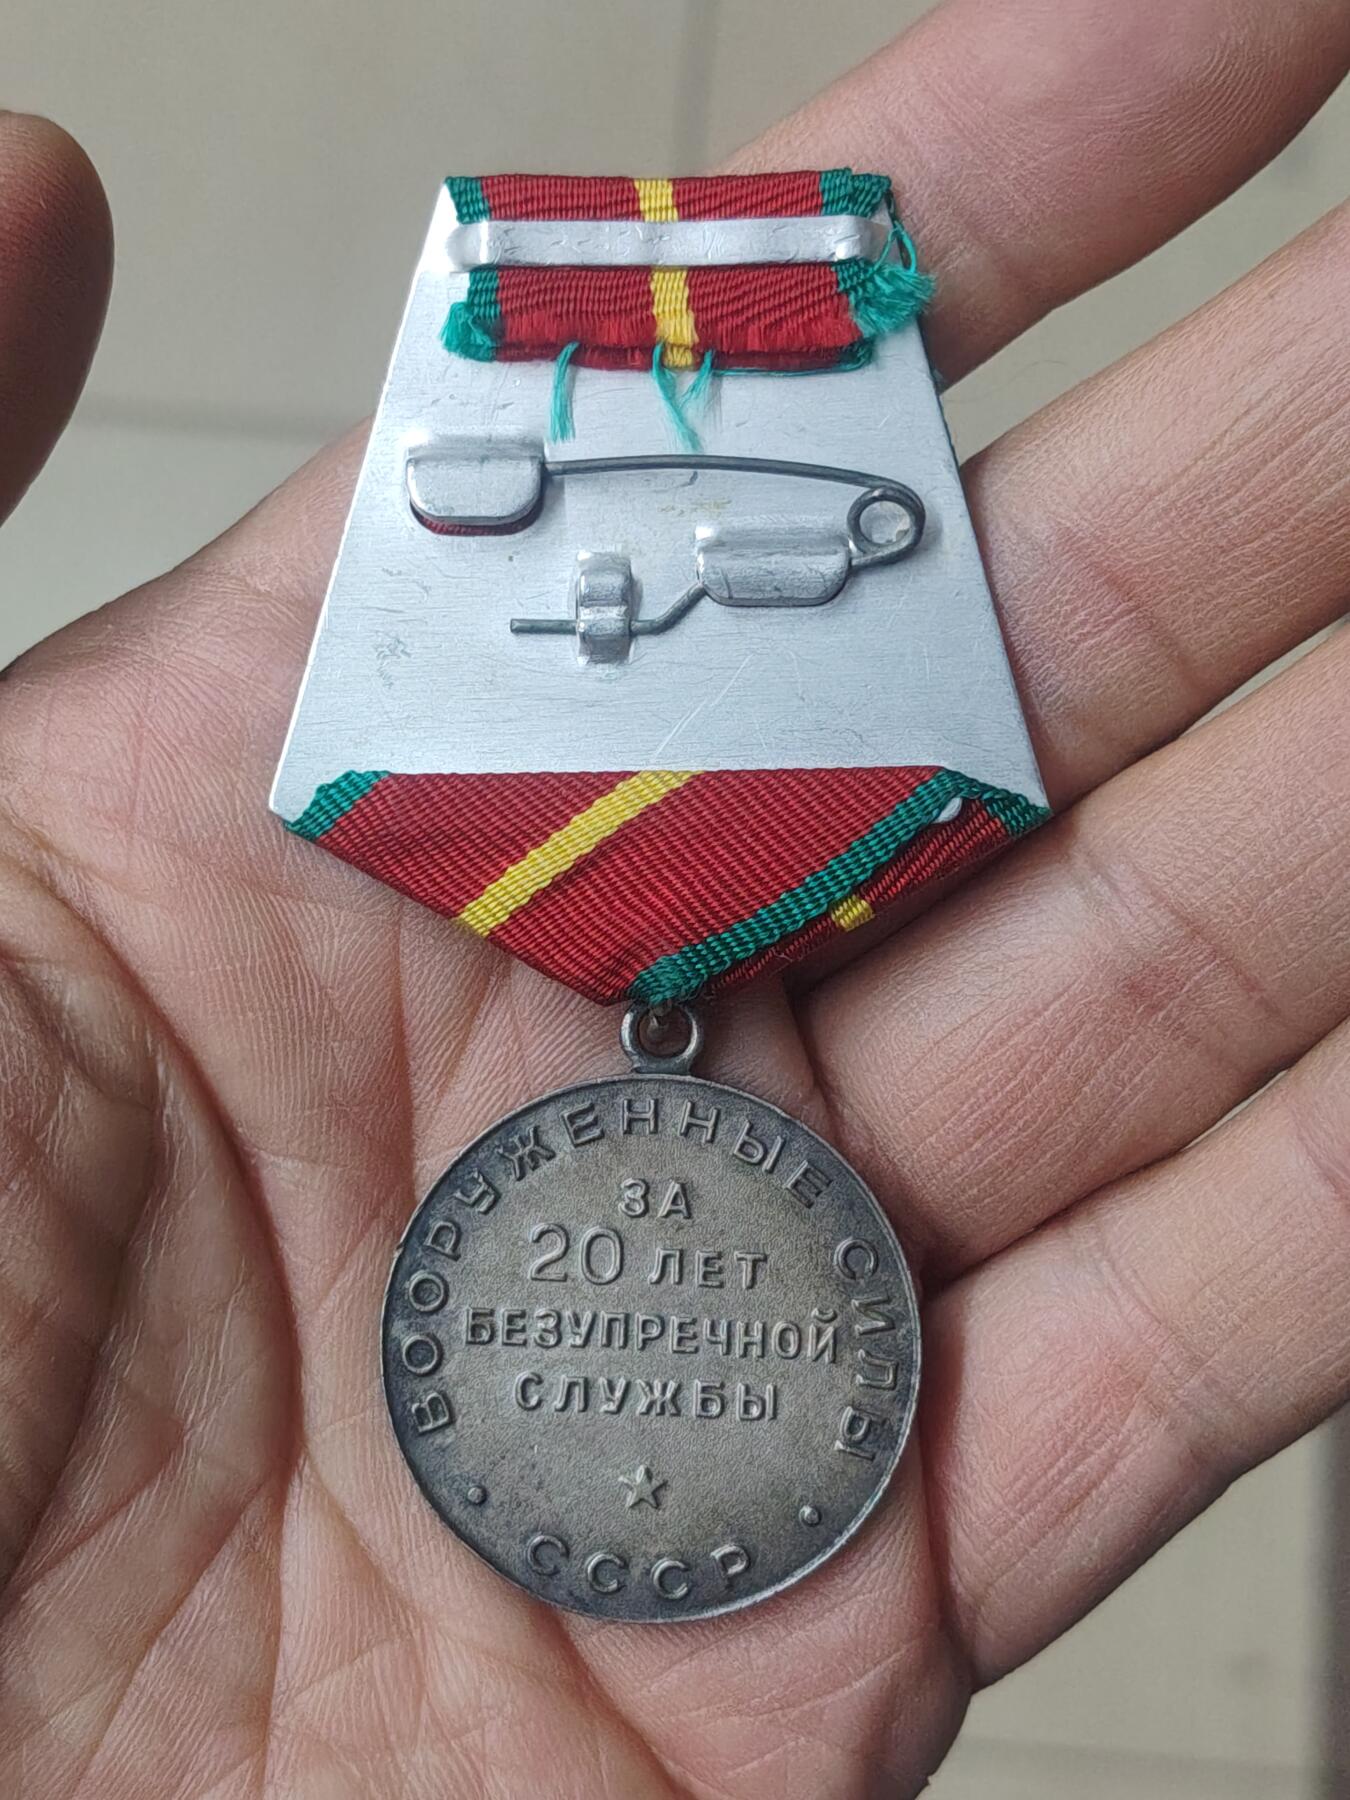 ВООРУЖЕННЫЕ СИЛЫ
ЗА
20 ЛЕТ
БЕЗУПРЕЧНОЙ
СЛУЖБЫ
СССР